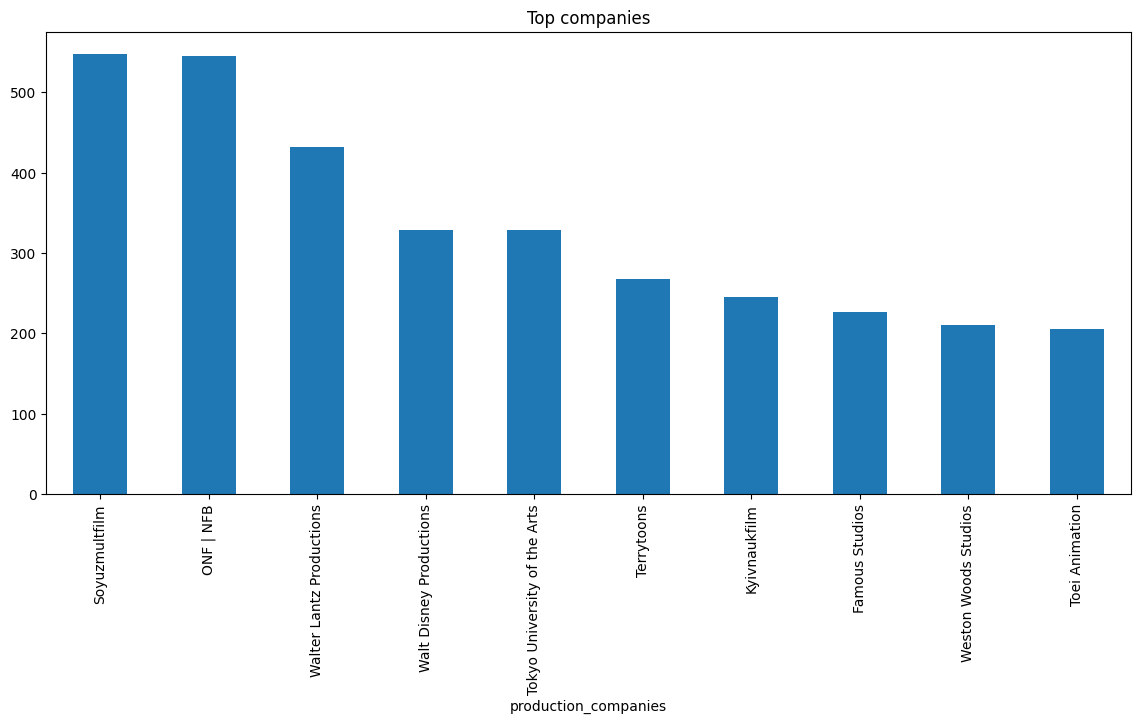 Top companies
500
400
300
200
100
0
Soyuzmultfilm
ONF | NFB
Walter Lantz Productions
Walt Disney Productions
Tokyo University of the Arts
Terrytoons
Kyivnaukfilm
Famous Studios
Weston Woods Studios
Toei Animation
production_companies